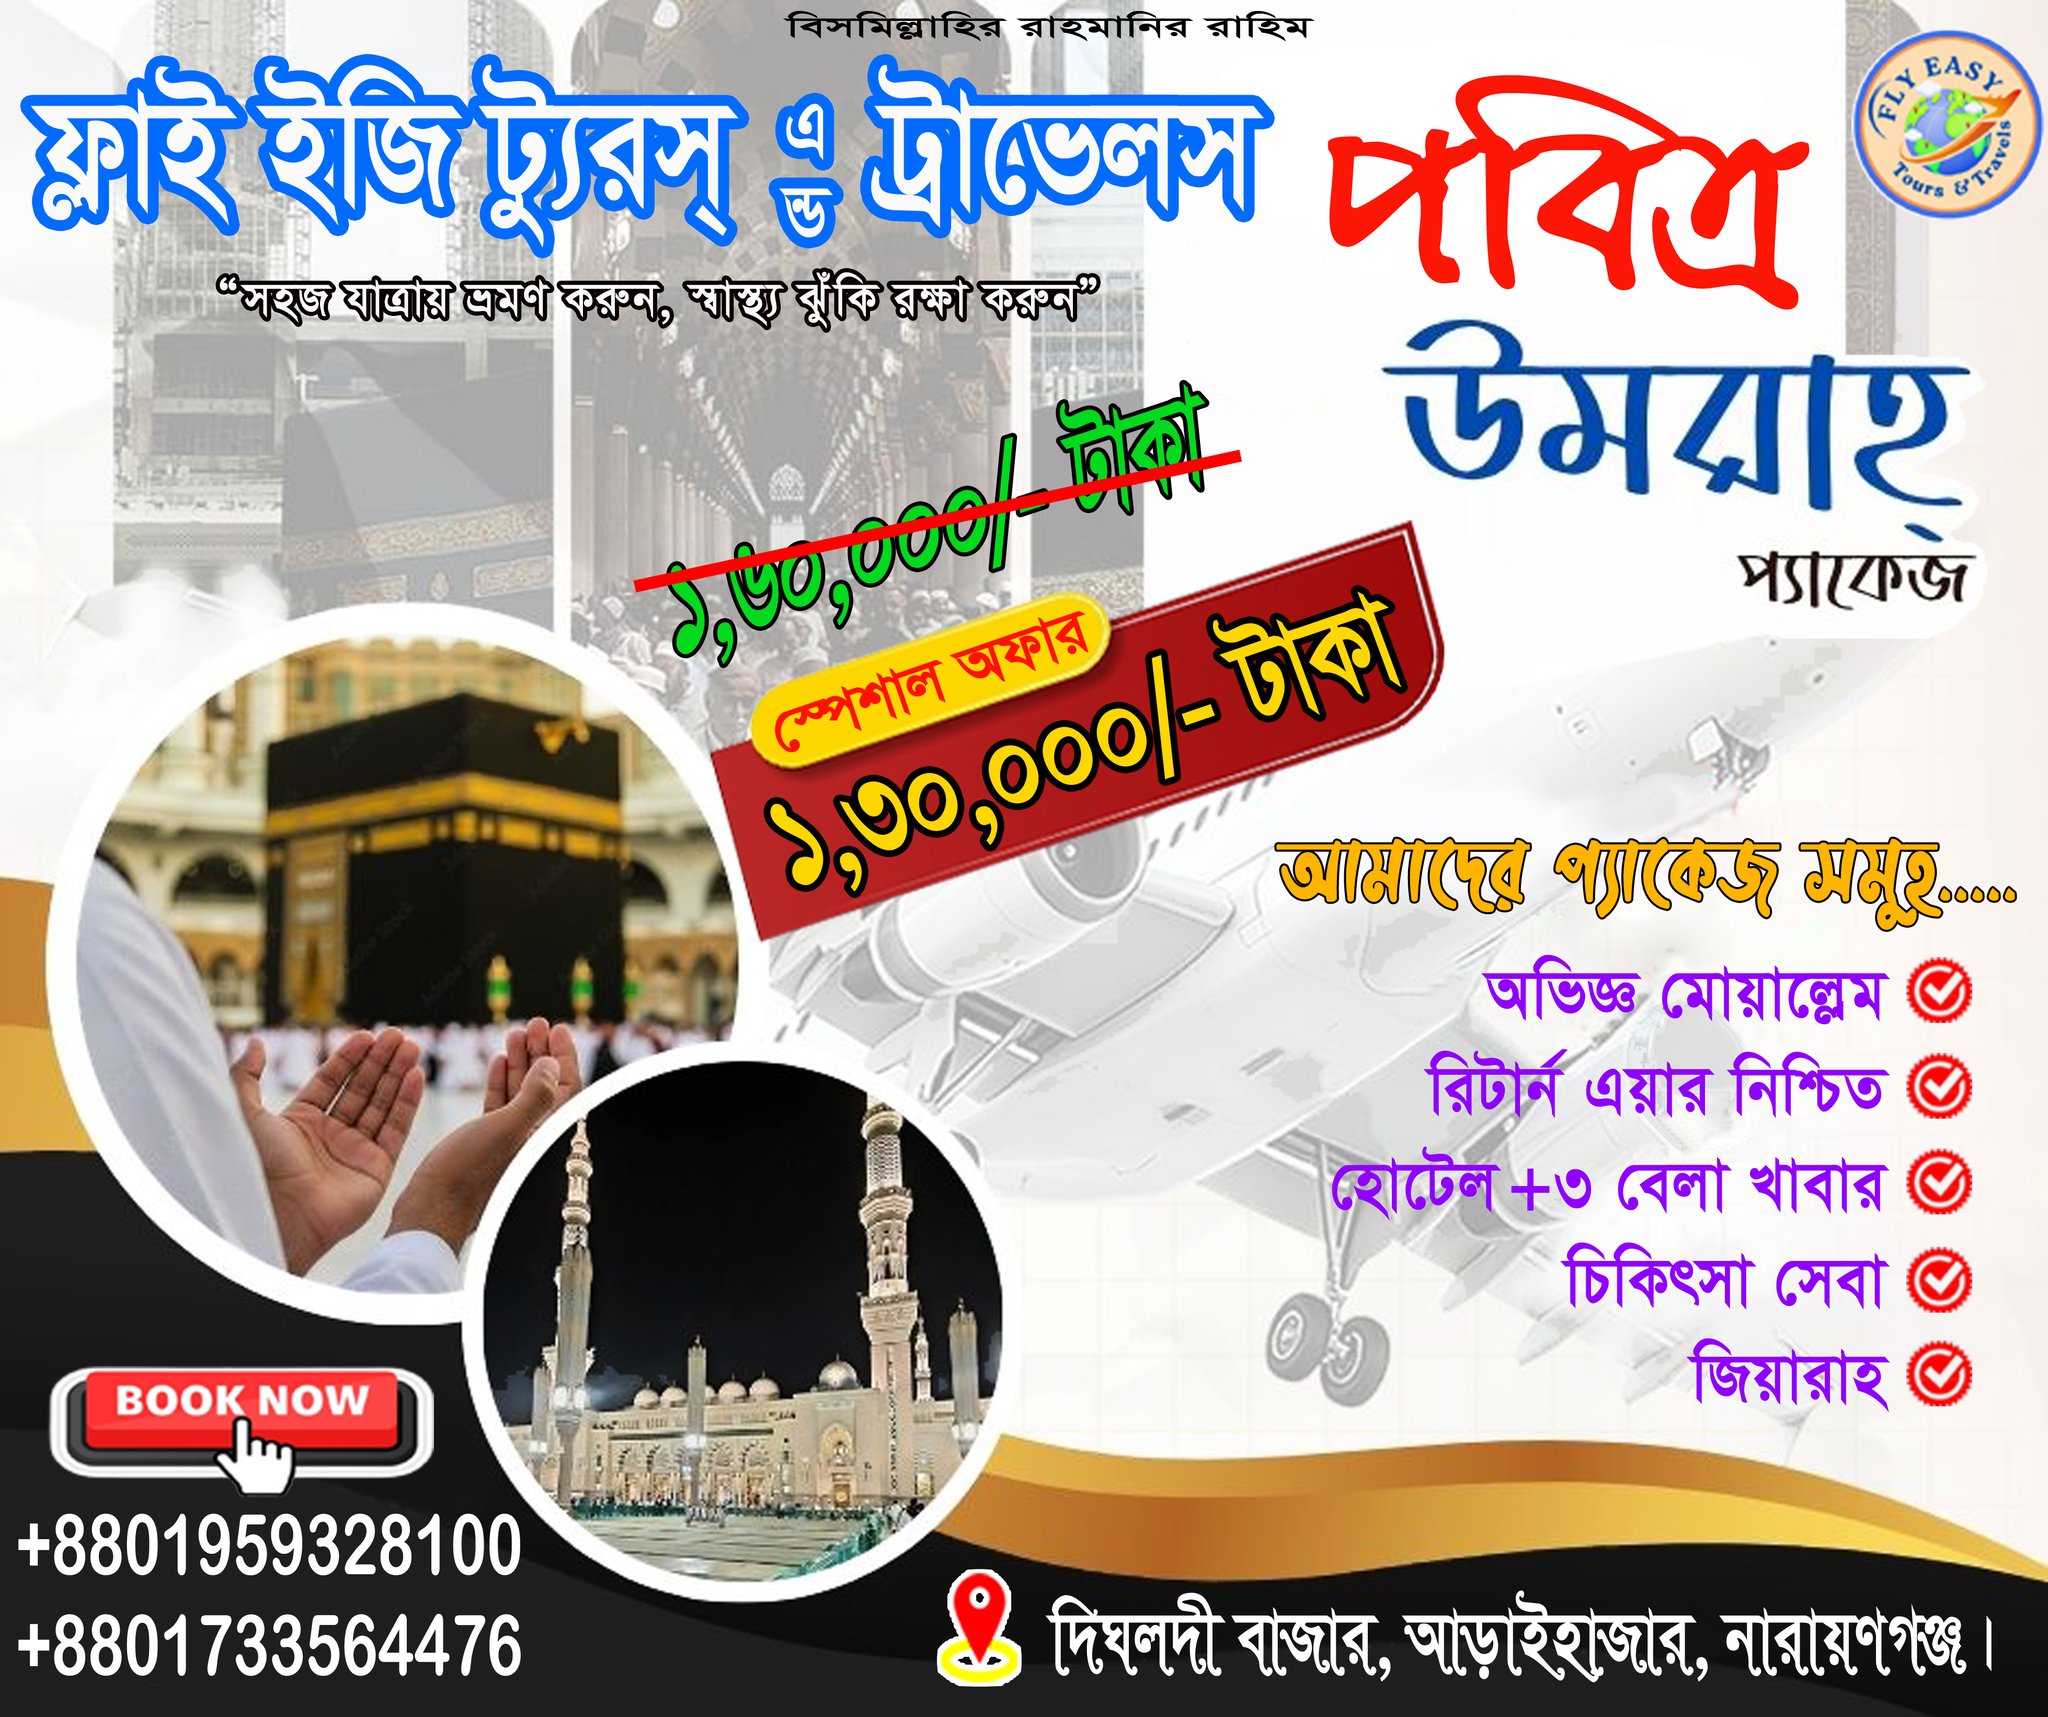 বিসমিল্লাহির রাহমানির রাহিম
ফ্লাই ইজি ট্যুরস্ এন্ড ট্রাভেলস
“সহজ যাত্রায় ভ্রমণ করুন, স্বাস্থ্য ঝুঁকি রক্ষা করুন”
FLY EASY
Tours & Travels
পবিত্র
উমরাহ্
প্যাকেজ
১,৬০,০০০/- টাকা
স্পেশাল অফার
১,৩০,০০০/- টাকা
আমাদের প্যাকেজ সমুহ.....
অভিজ্ঞ মোয়াল্লেম
রিটার্ন এয়ার নিশ্চিত
হোটেল +৩ বেলা খাবার
চিকিৎসা সেবা
জিয়ারাহ
BOOK NOW
+8801959328100
+8801733564476
দিঘলদী বাজার, আড়াইহাজার, নারায়ণগঞ্জ।